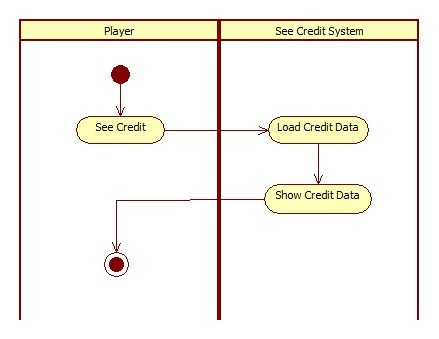 Player
See Credit System
See Credit
Load Credit Data
Show Credit Data